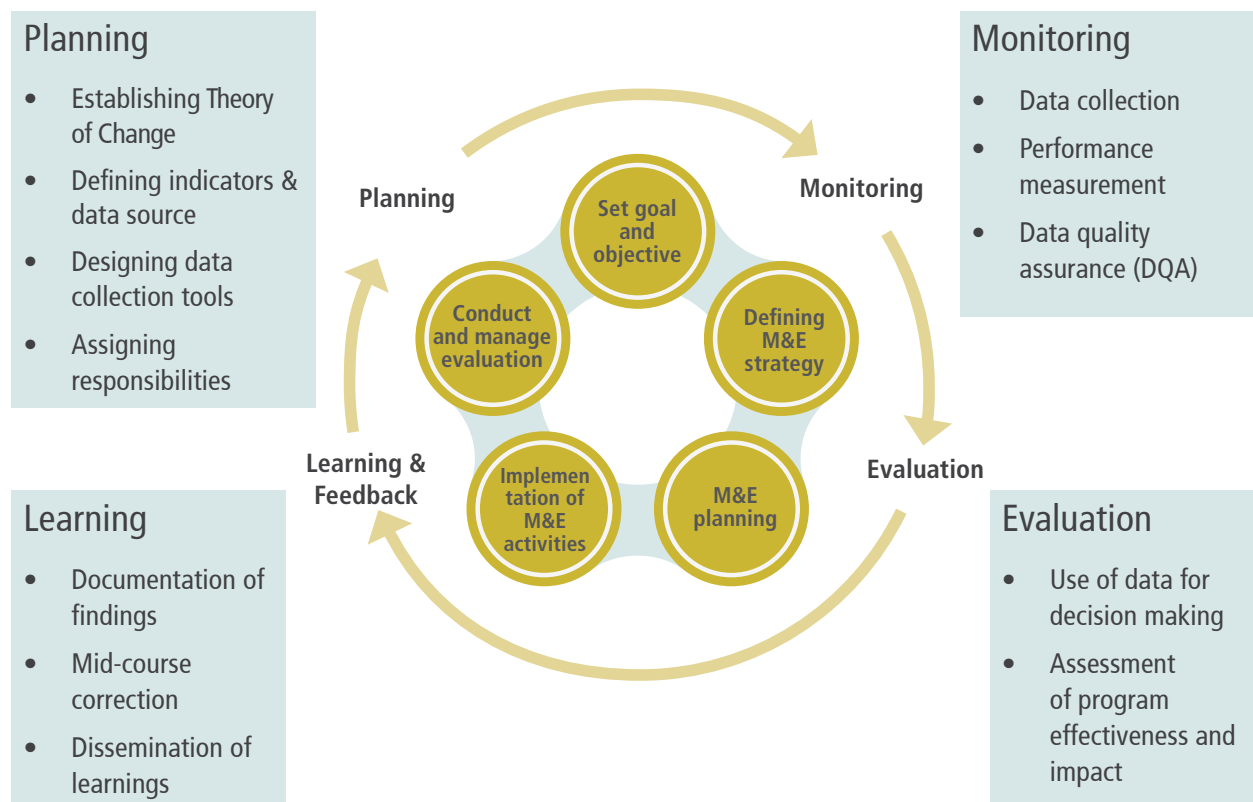 Planning
• Establishing Theory
of Change
• Defining indicators &
data source
• Designing data
collection tools
• Assigning
responsibilities
Monitoring
• Data collection
• Performance
measurement
• Data quality
assurance (DQA)
Planning
Monitoring
Evaluation
Learning &
Feedback
Set goal
and
objective
Defining
M&E
strategy
M&E
planning
Implemen
tation of
M&E
activities
Conduct
and manage
evaluation
Learning
• Documentation of
findings
• Mid-course
correction
• Dissemination of
learnings
Evaluation
• Use of data for
decision making
• Assessment
of program
effectiveness and
impact